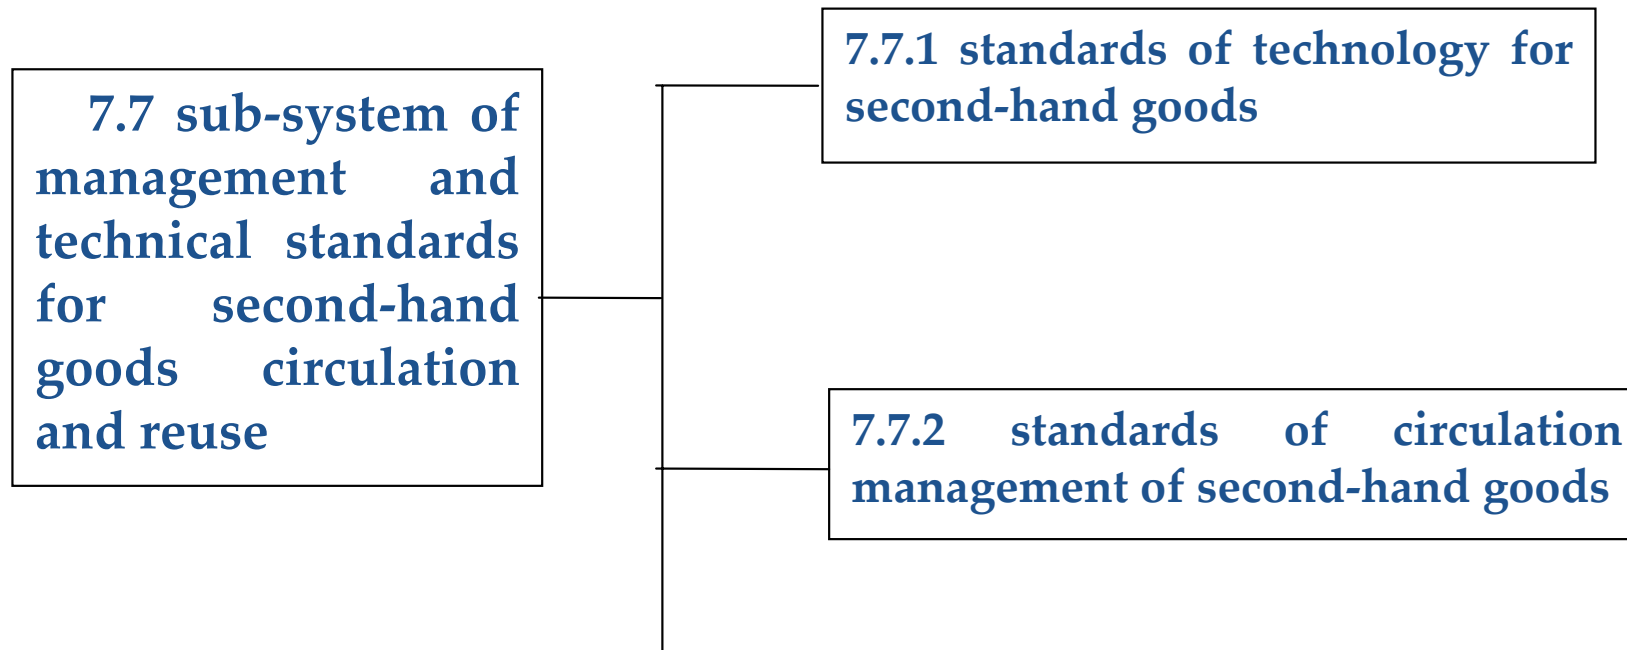 7.7 sub-system of
management and
technical standards
for second-hand
goods circulation
and reuse
7.7.1 standards of technology for
second-hand goods
7.7.2 standards of circulation
management of second-hand goods